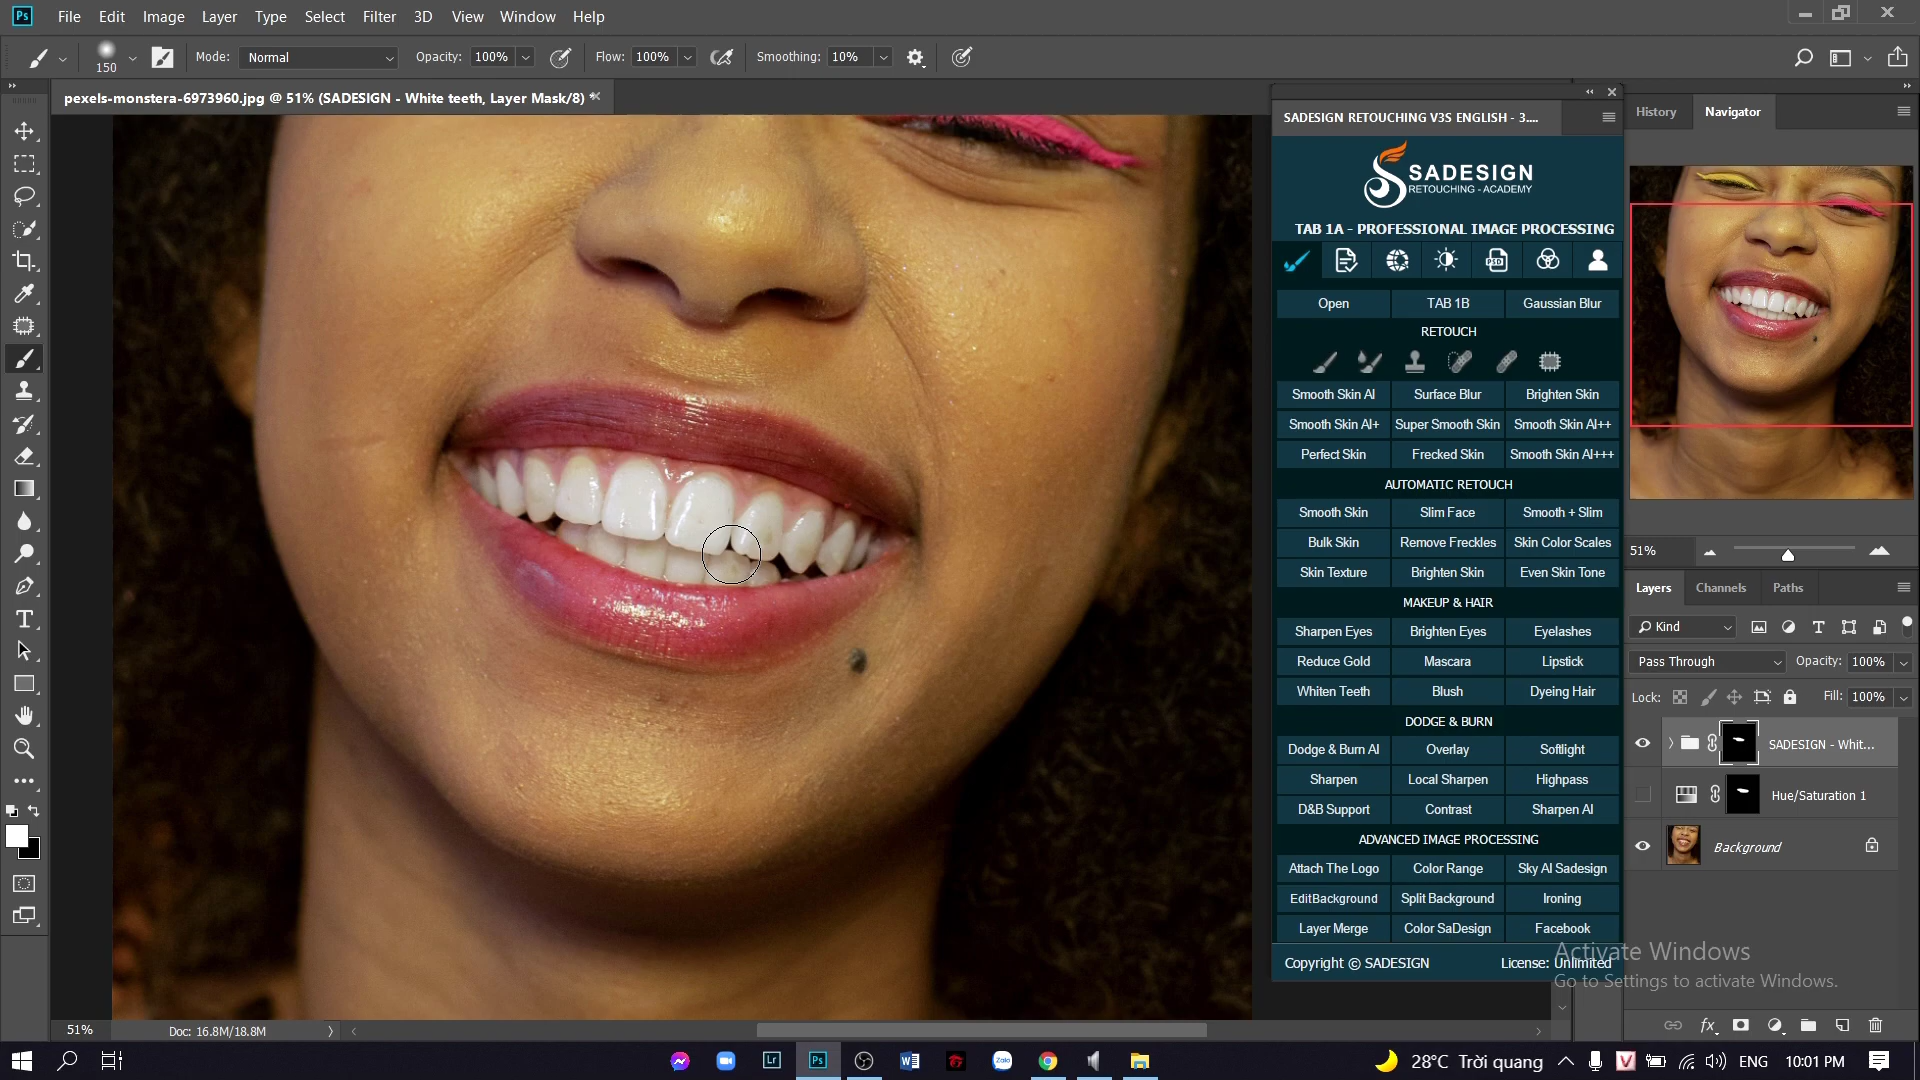 Ps File Edit Image Layer Type Select Filter 3D View Window Help
150 Mode: Normal Opacity: 100% Flow: 100% Smoothing: 10%
pexels-monstera-6973960.jpg @ 51% (SADESIGN - White teeth, Layer Mask/8) *
SADESIGN RETOUCHING V3S ENGLISH - 3....
SADESIGN
RETOUCHING - ACADEMY
TAB 1A - PROFESSIONAL IMAGE PROCESSING
PSD
Open TAB 1B Gaussian Blur
RETOUCH
Smooth Skin AI Surface Blur Brighten Skin
Smooth Skin AI+ Super Smooth Skin Smooth Skin AI++
Perfect Skin Frecked Skin Smooth Skin AI+++
AUTOMATIC RETOUCH
Smooth Skin Slim Face Smooth + Slim
Bulk Skin Remove Freckles Skin Color Scales
Skin Texture Brighten Skin Even Skin Tone
MAKEUP & HAIR
Sharpen Eyes Brighten Eyes Eyelashes
Reduce Gold Mascara Lipstick
Whiten Teeth Blush Dyeing Hair
DODGE & BURN
Dodge & Burn AI Overlay Softlight
Sharpen Local Sharpen Highpass
D&B Support Contrast Sharpen AI
ADVANCED IMAGE PROCESSING
Attach The Logo Color Range Sky AI Sadesign
EditBackground Split Background Ironing
Layer Merge Color SaDesign Facebook
Copyright © SADESIGN License: Unlimited
History Navigator
51%
Layers Channels Paths
Kind
Pass Through Opacity: 100%
Lock: Fill: 100%
SADESIGN - Whit...
Hue/Saturation 1
Background
Activate Windows
Go to Settings to activate Windows.
fx
51% Doc: 16.8M/18.8M
Lr Ps Zalo 28°C Trời quang V ENG 10:01 PM